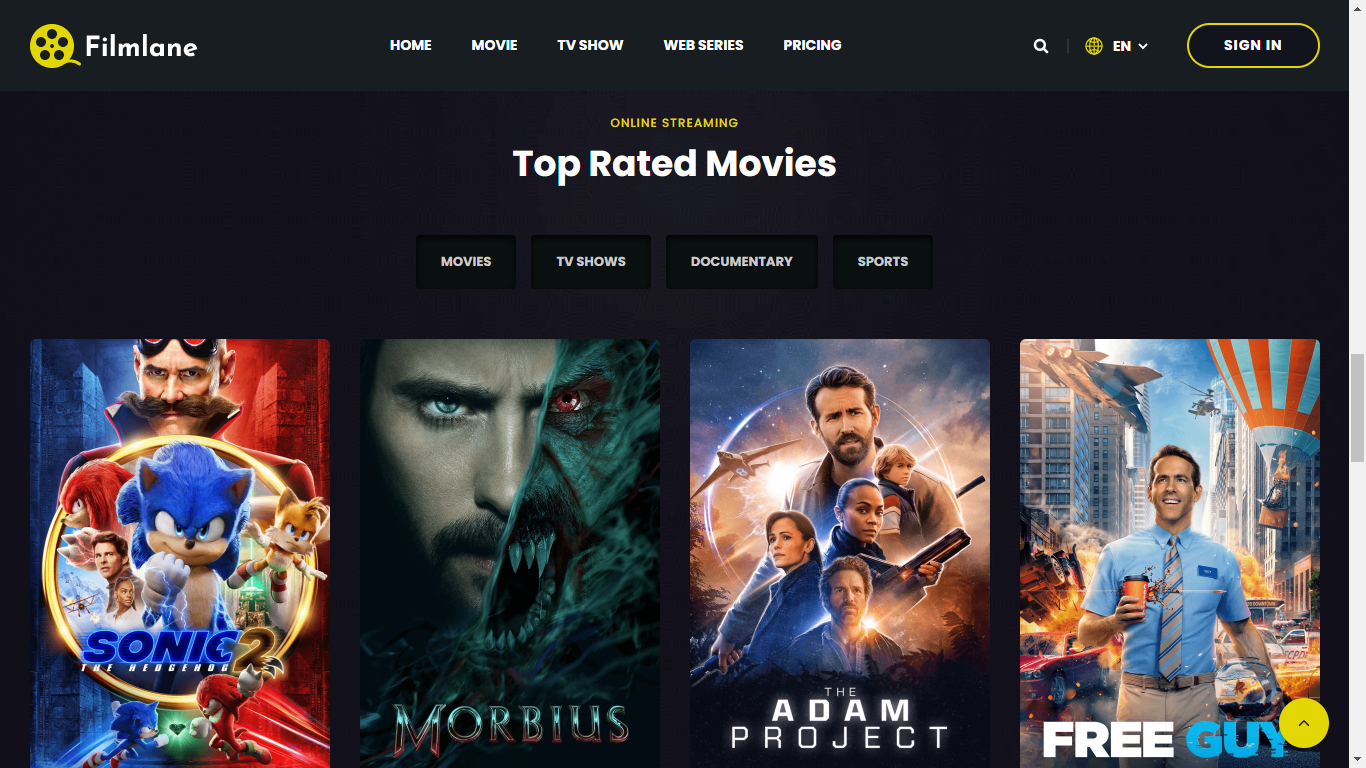 Filmlane
HOME MOVIE TV SHOW WEB SERIES PRICING
EN
SIGN IN
ONLINE STREAMING
Top Rated Movies
MOVIES TV SHOWS DOCUMENTARY SPORTS
SONIC 2
THE HEDGEHOG
MORBIUS
THE
ADAM
PROJECT
FREE GUY